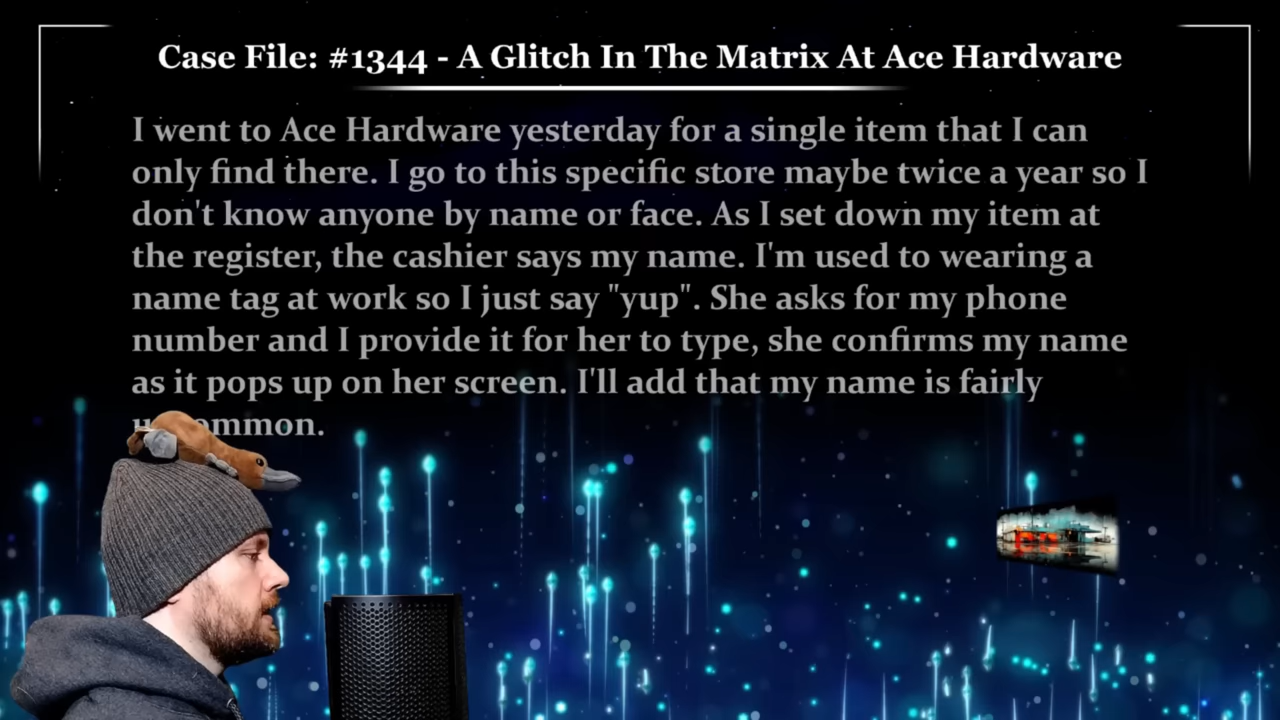 Case File: #1344 - A Glitch In The Matrix At Ace Hardware
I went to Ace Hardware yesterday for a single item that I can
only find there. I go to this specific store maybe twice a year so I
don't know anyone by name or face. As I set down my item at
the register, the cashier says my name. I'm used to wearing a
name tag at work so I just say "yup". She asks for my phone
number and I provide it for her to type, she confirms my name
as it pops up on her screen. I'll add that my name is fairly
uncommon.